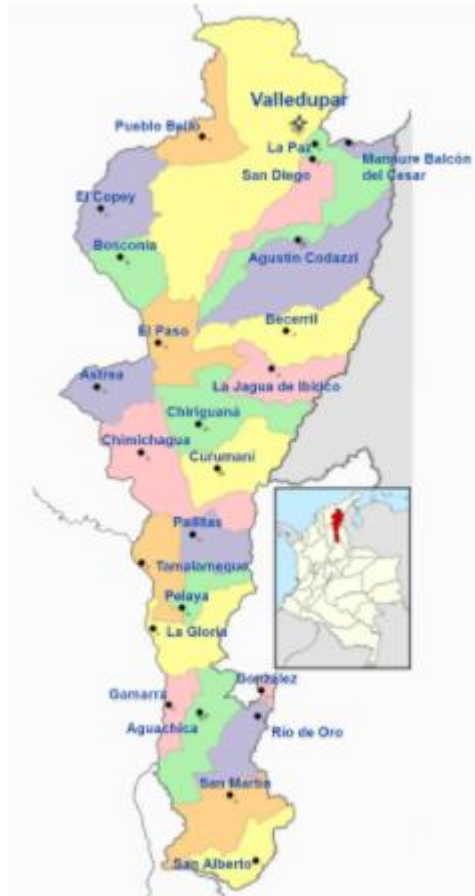 Valledupar
Pueblo Bello
La Paz
Manaure Balcón
del Cesar
San Diego
El Copey
Bosconia
Agustín Codazzi
Becerril
El Paso
Astrea
La Jagua de Ibirico
Chiriguaná
Chimichagua
Curumaní
Pailitas
Tamalameque
Pelaya
La Gloria
González
Gamarra
Aguachica
Río de Oro
San Martín
San Alberto